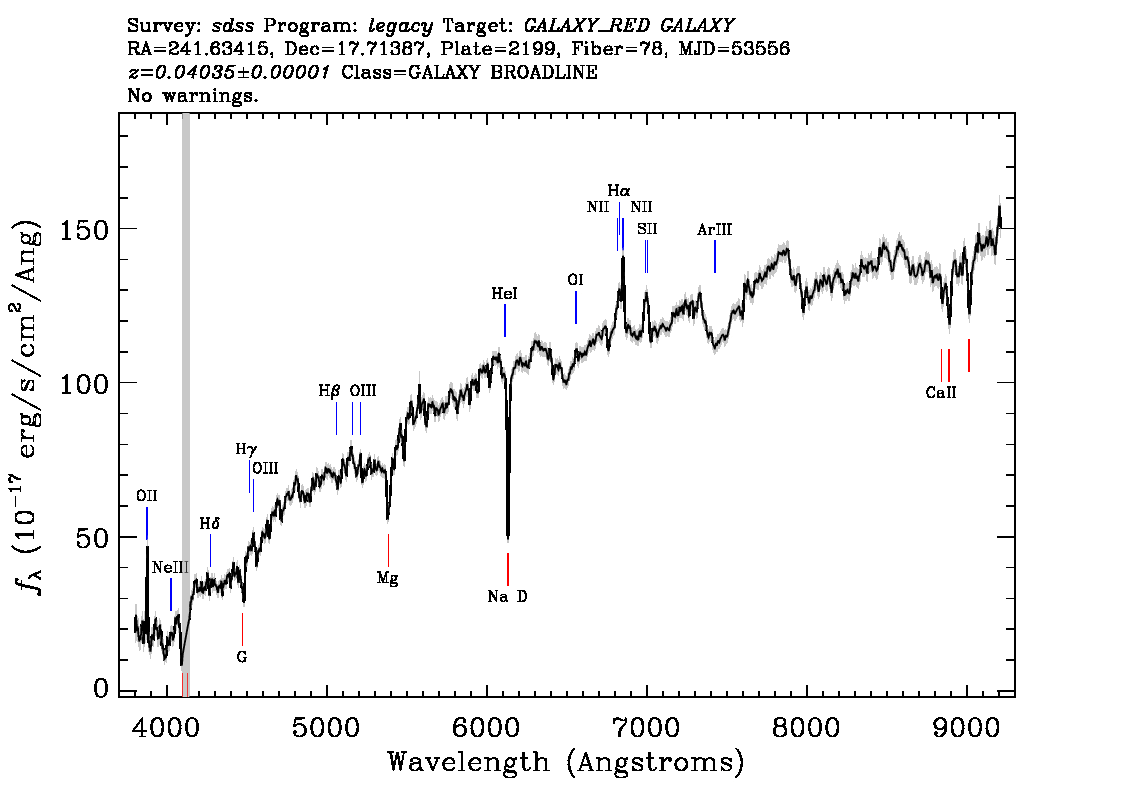 Survey: sdss Program: legacy Target: GALAXY_RED GALAXY
RA=241.63415, Dec=17.71387, Plate=2199, Fiber=78, MJD=53556
z=0.04035±0.00001 Class=GALAXY BROADLINE
No warnings.
Hα
NII NII
SII ArIII
150
OI
HeI
100
Hβ OIII
CaII
Hγ
OIII
OII
Hδ
50
NeIII
Mg
Na D
G
0
4000 5000 6000 7000 8000 9000
Wavelength (Angstroms)
f_λ (10⁻¹⁷ erg/s/cm²/Ang)